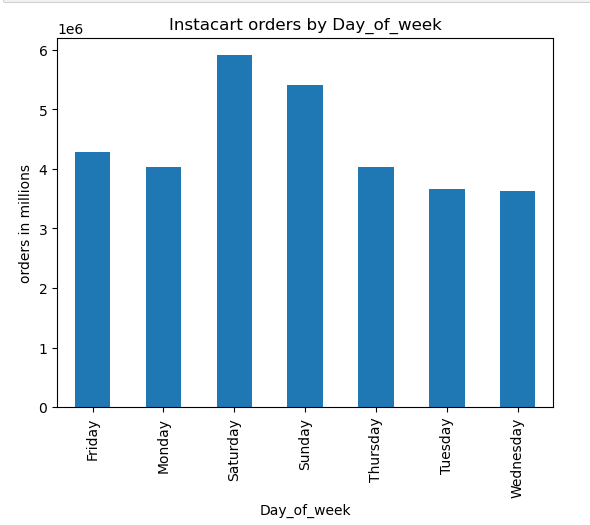 Instacart orders by Day_of_week
1e6
6
5
4
3
2
1
0
orders in millions
Friday
Monday
Saturday
Sunday
Thursday
Tuesday
Wednesday
Day_of_week